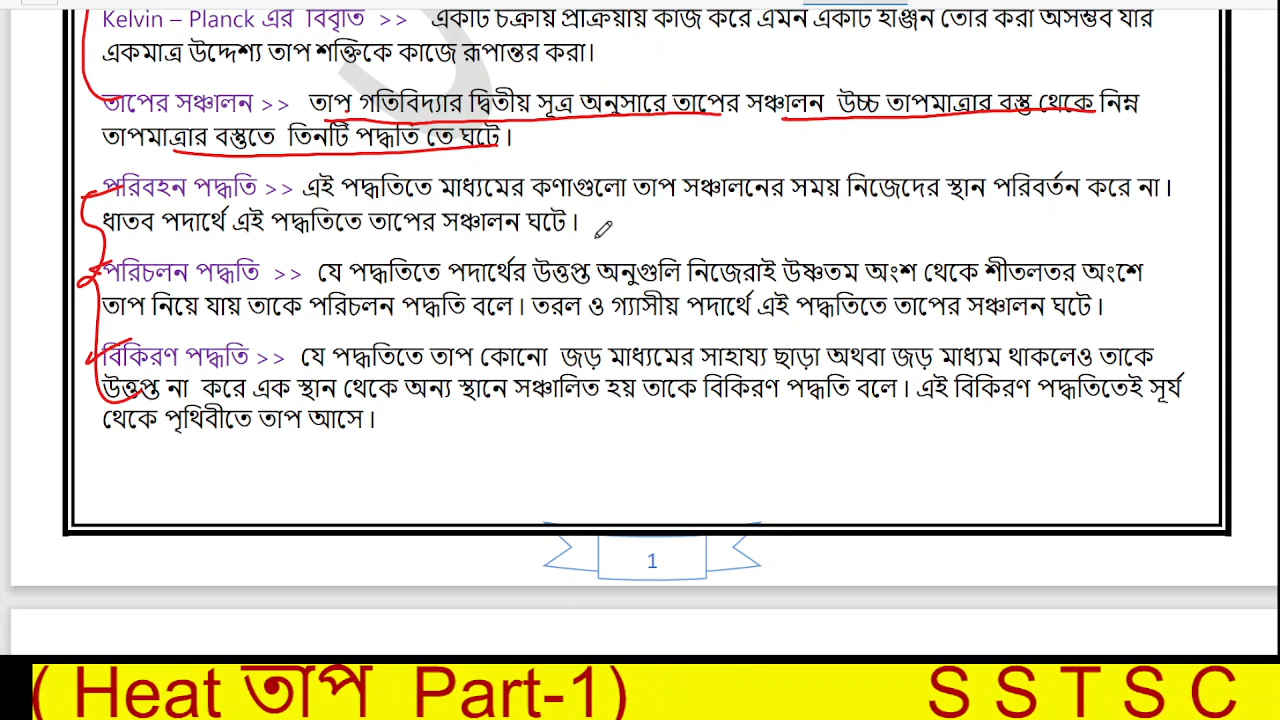 Kelvin – Planck এর বিবৃতি >> একটি চক্রীয় প্রক্রিয়ায় কাজ করে এমন একটি ইঞ্জিন তৈরি করা অসম্ভব যার
একমাত্র উদ্দেশ্য তাপ শক্তিকে কাজে রূপান্তর করা।
তাপের সঞ্চালন >> তাপ গতিবিদ্যার দ্বিতীয় সূত্র অনুসারে তাপের সঞ্চালন উচ্চ তাপমাত্রার বস্তু থেকে নিম্ন
তাপমাত্রার বস্তুতে তিনটি পদ্ধতি তে ঘটে।
পরিবহন পদ্ধতি >> এই পদ্ধতিতে মাধ্যমের কণাগুলো তাপ সঞ্চালনের সময় নিজেদের স্থান পরিবর্তন করে না।
ধাতব পদার্থে এই পদ্ধতিতে তাপের সঞ্চালন ঘটে।
পরিচলন পদ্ধতি >> যে পদ্ধতিতে পদার্থের উত্তপ্ত অনুগুলি নিজেরাই উষ্ণতম অংশ থেকে শীতলতর অংশে
তাপ নিয়ে যায় তাকে পরিচলন পদ্ধতি বলে। তরল ও গ্যাসীয় পদার্থে এই পদ্ধতিতে তাপের সঞ্চালন ঘটে।
বিকিরণ পদ্ধতি >> যে পদ্ধতিতে তাপ কোনো জড় মাধ্যমের সাহায্য ছাড়া অথবা জড় মাধ্যম থাকলেও তাকে
উত্তপ্ত না করে এক স্থান থেকে অন্য স্থানে সঞ্চালিত হয় তাকে বিকিরণ পদ্ধতি বলে। এই বিকিরণ পদ্ধতিতেই সূর্য
থেকে পৃথিবীতে তাপ আসে।
1
( Heat তাপ Part-1) S S T S C